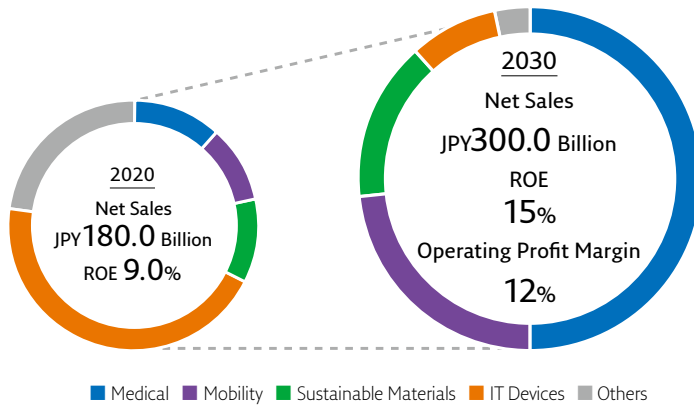 2020
Net Sales
JPY180.0 Billion
ROE 9.0%
2030
Net Sales
JPY300.0 Billion
ROE
15%
Operating Profit Margin
12%
Medical Mobility Sustainable Materials IT Devices Others